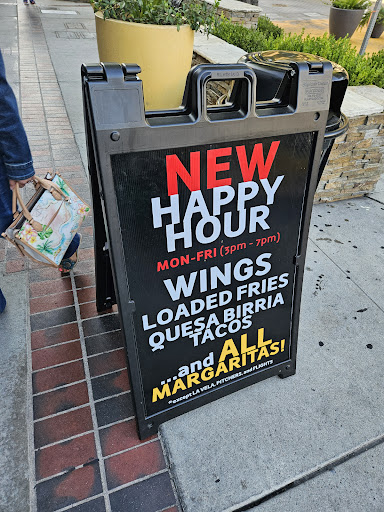 NEW
HAPPY
HOUR
MON-FRI (3pm - 7pm)
WINGS
LOADED FRIES
QUESA BIRRIA
TACOS
...and ALL
MARGARITAS!
*except LA VELA, PITCHERS, and FLIGHTS